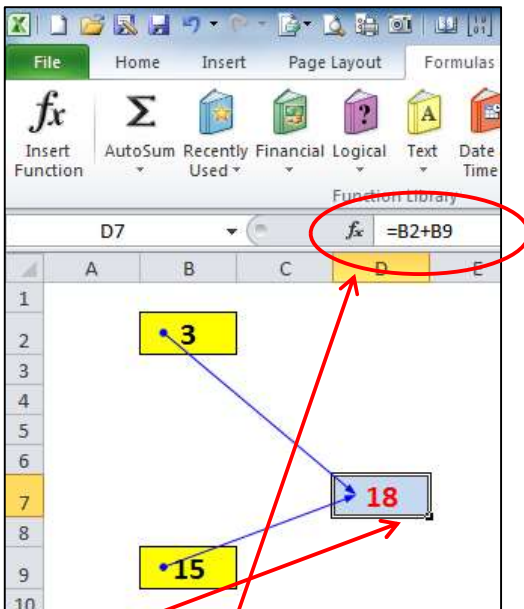 File Home Insert Page Layout Formulas
fx Σ ? A
Insert AutoSum Recently Financial Logical Text Date
Function Used Time
Function Library
D7 fx =B2+B9
A B C D E
1
2 3
3
4
5
6
7 18
8
9 15
10